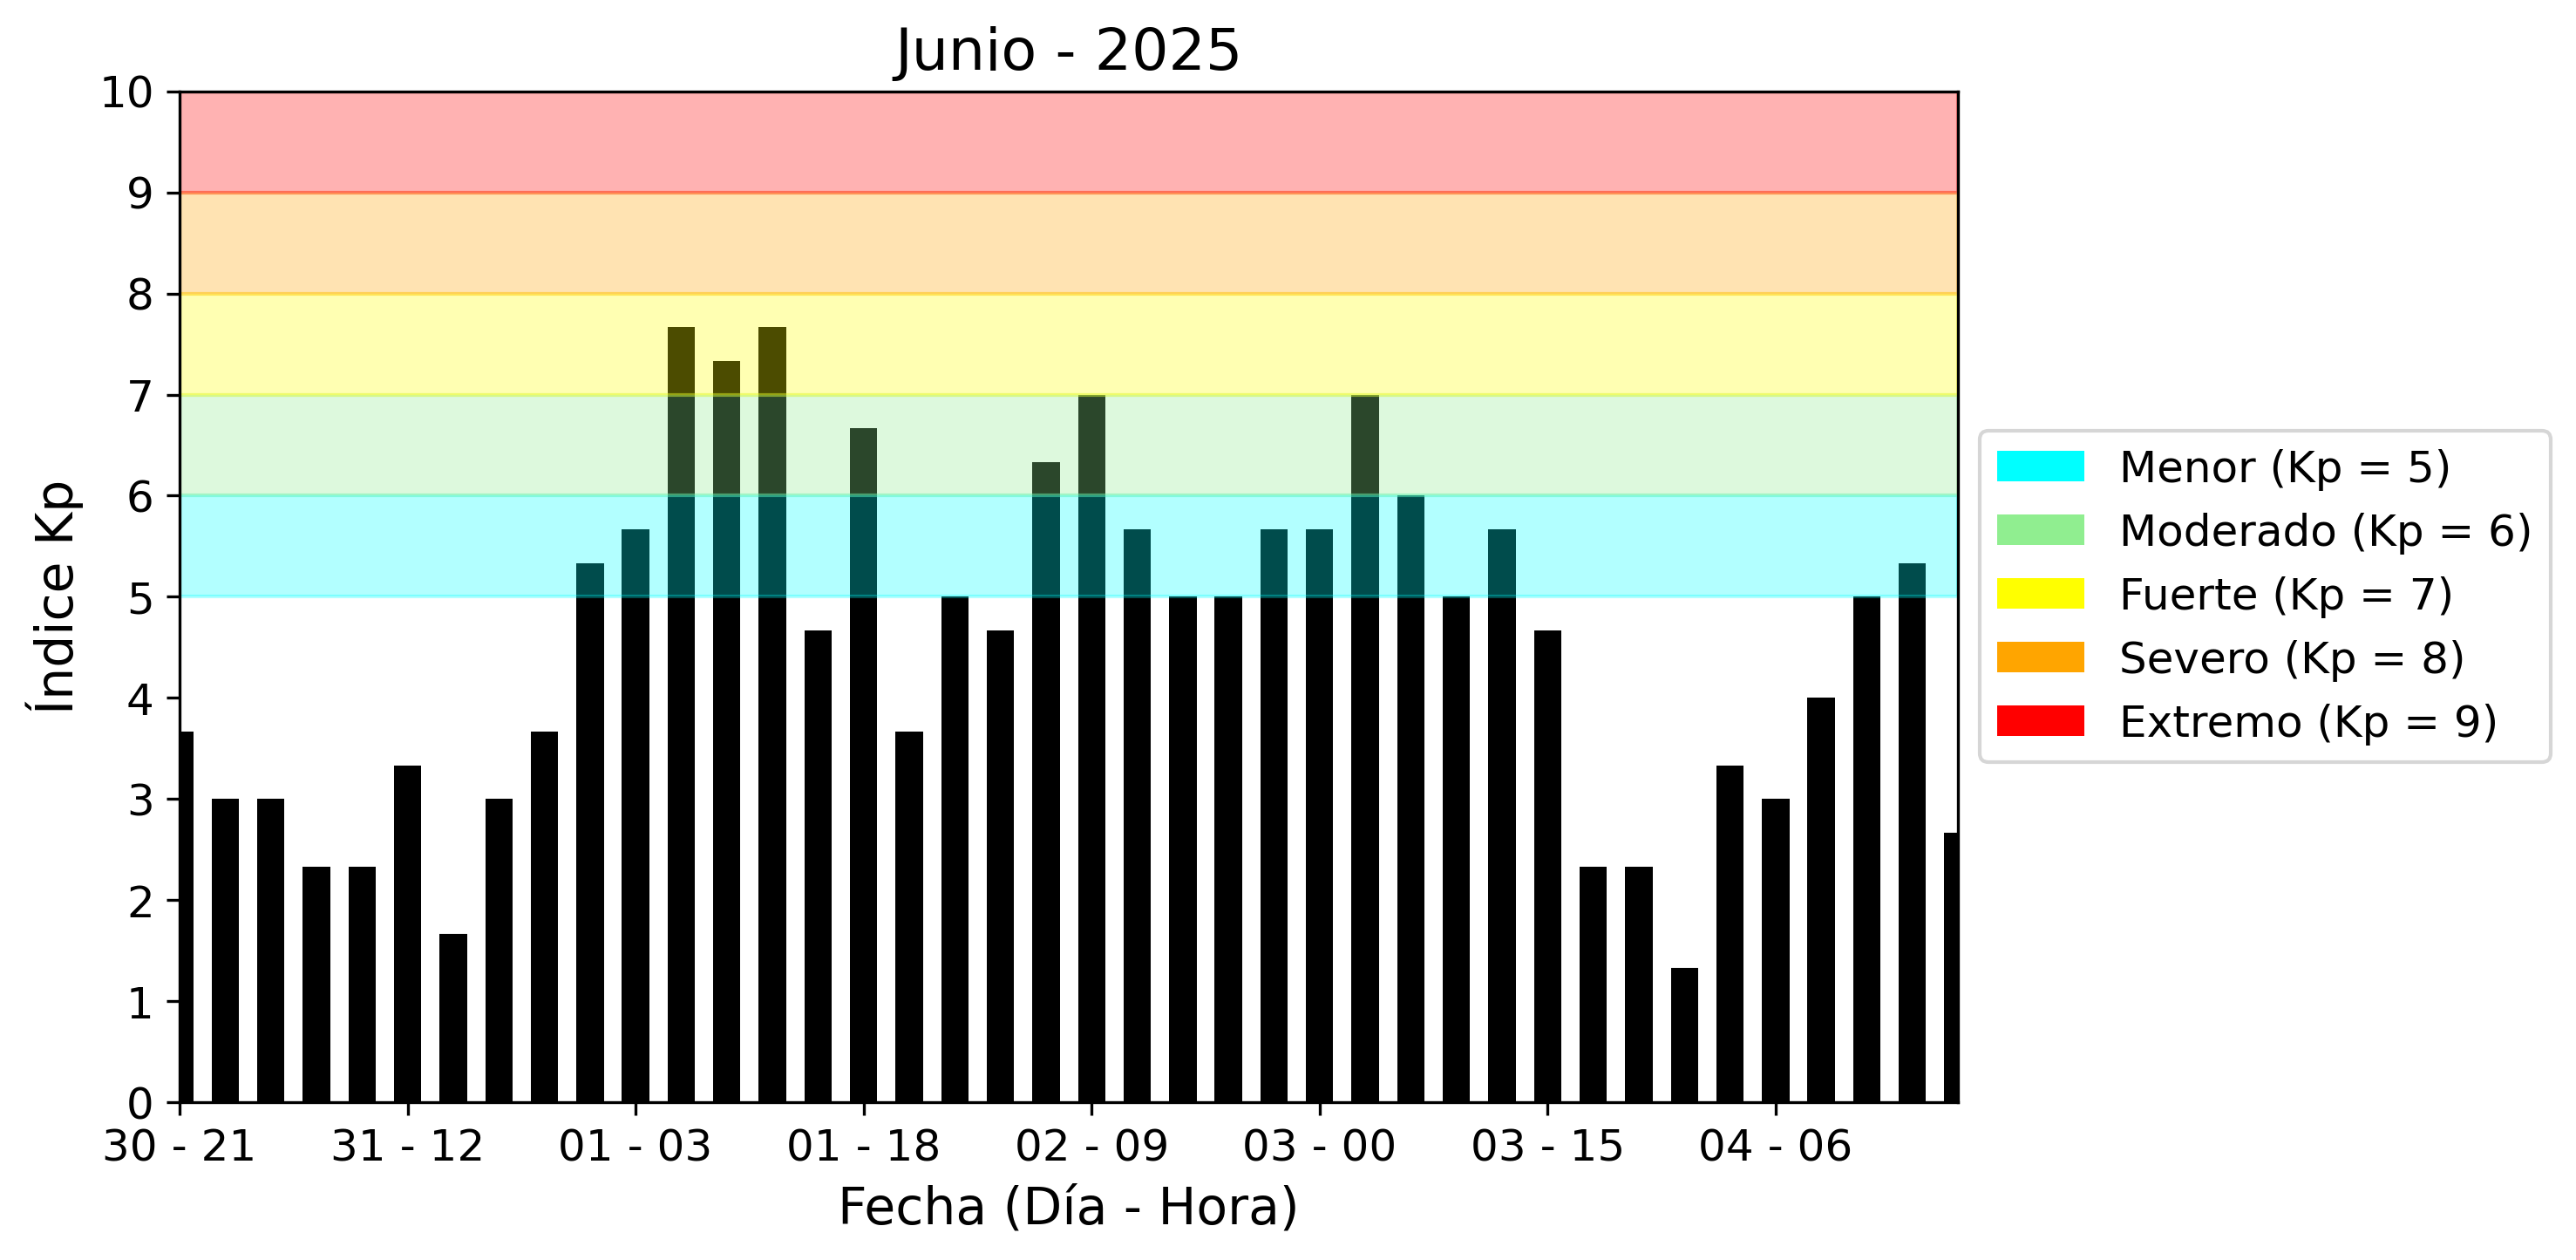 Junio - 2025
10
9
8
7
6
5
4
3
2
1
0
Índice Kp
30 - 21 31 - 12 01 - 03 01 - 18 02 - 09 03 - 00 03 - 15 04 - 06
Fecha (Día - Hora)
Menor (Kp = 5)
Moderado (Kp = 6)
Fuerte (Kp = 7)
Severo (Kp = 8)
Extremo (Kp = 9)